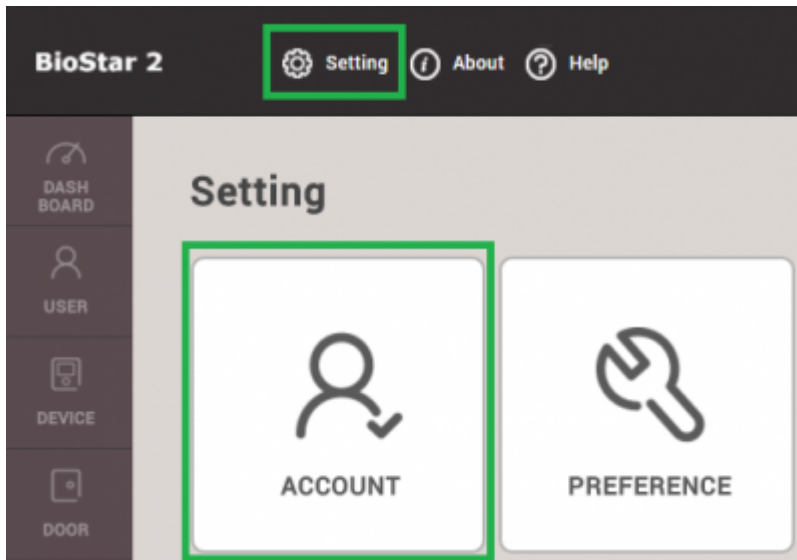 BioStar 2
Setting
About
Help
DASH
BOARD
USER
DEVICE
DOOR
Setting
ACCOUNT
PREFERENCE